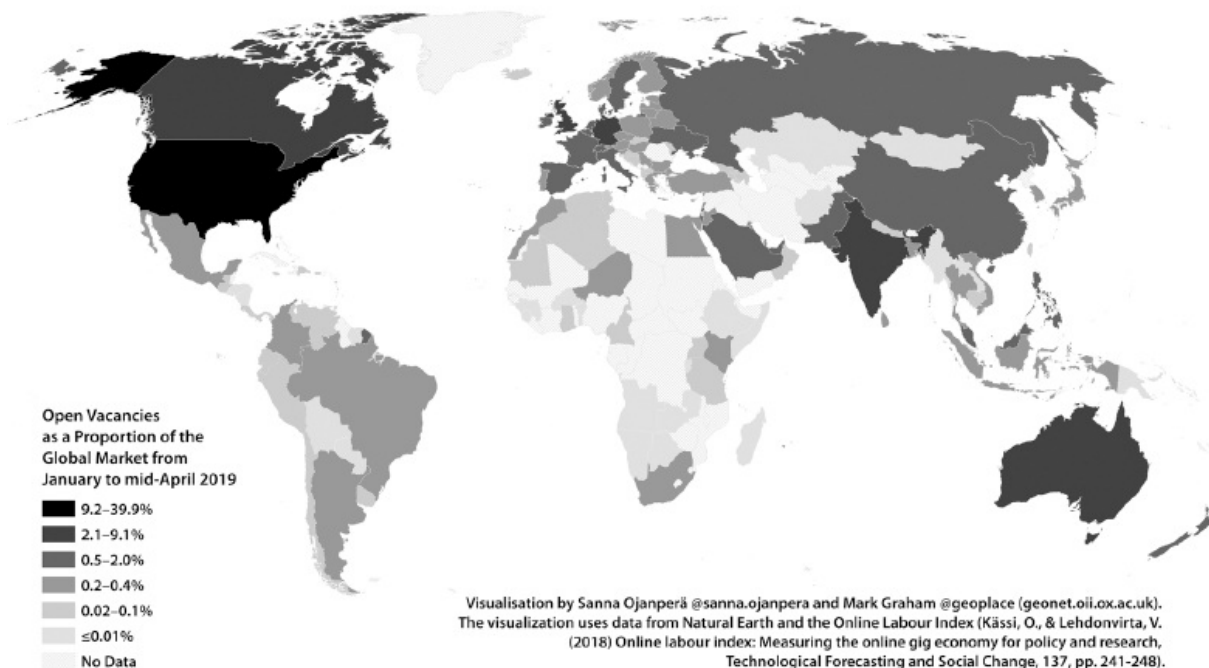 Open Vacancies
as a Proportion of the
Global Market from
January to mid-April 2019
9.2–39.9%
2.1–9.1%
0.5–2.0%
0.2–0.4%
0.02–0.1%
≤0.01%
No Data
Visualisation by Sanna Ojanperä @sanna.ojanpera and Mark Graham @geoplace (geonet.oii.ox.ac.uk).
The visualization uses data from Natural Earth and the Online Labour Index (Kässi, O., & Lehdonvirta, V.
(2018) Online labour index: Measuring the online gig economy for policy and research,
Technological Forecasting and Social Change, 137, pp. 241-248).